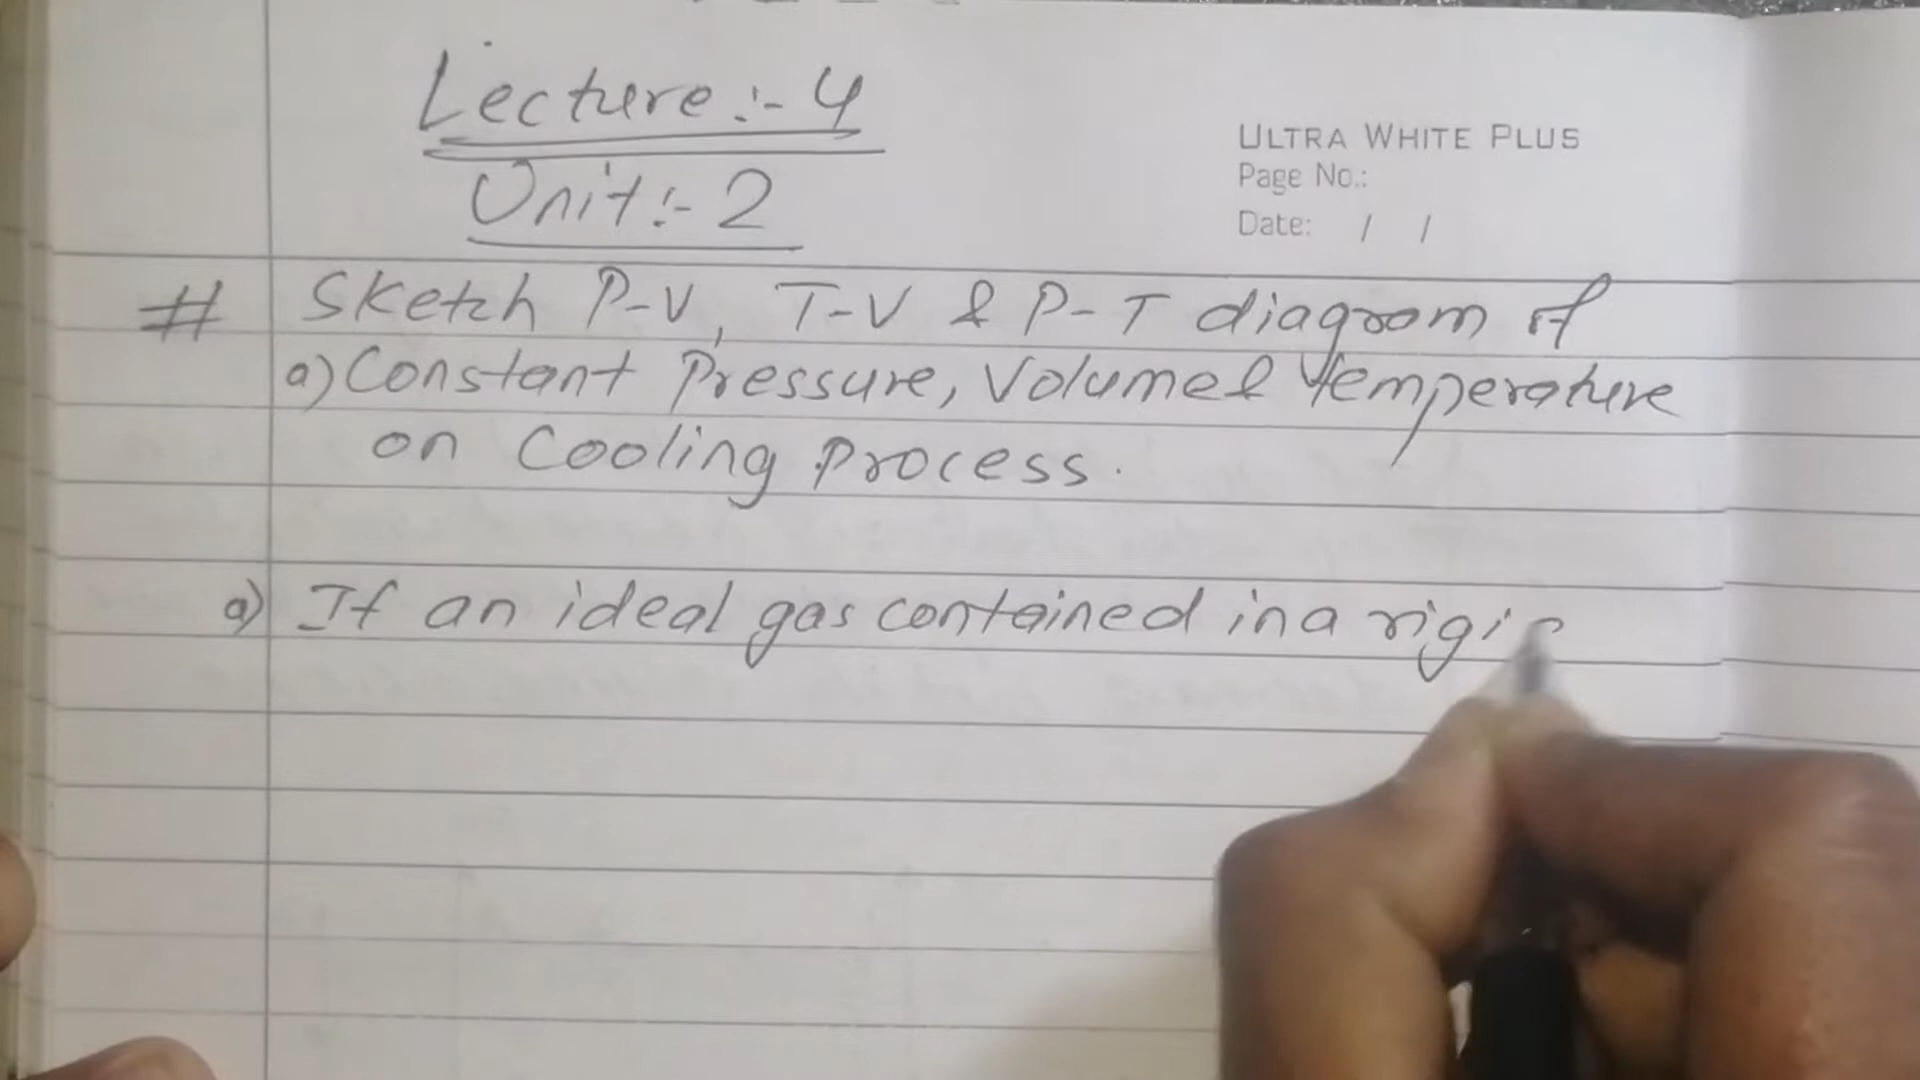 Lecture :- 4
Unit :- 2
ULTRA WHITE PLUS
Page No.:
Date: / /
# Sketch P-V, T-V & P-T diagram of
a) Constant Pressure, Volume & Temperature
on Cooling Process.
a) If an ideal gas contained in a